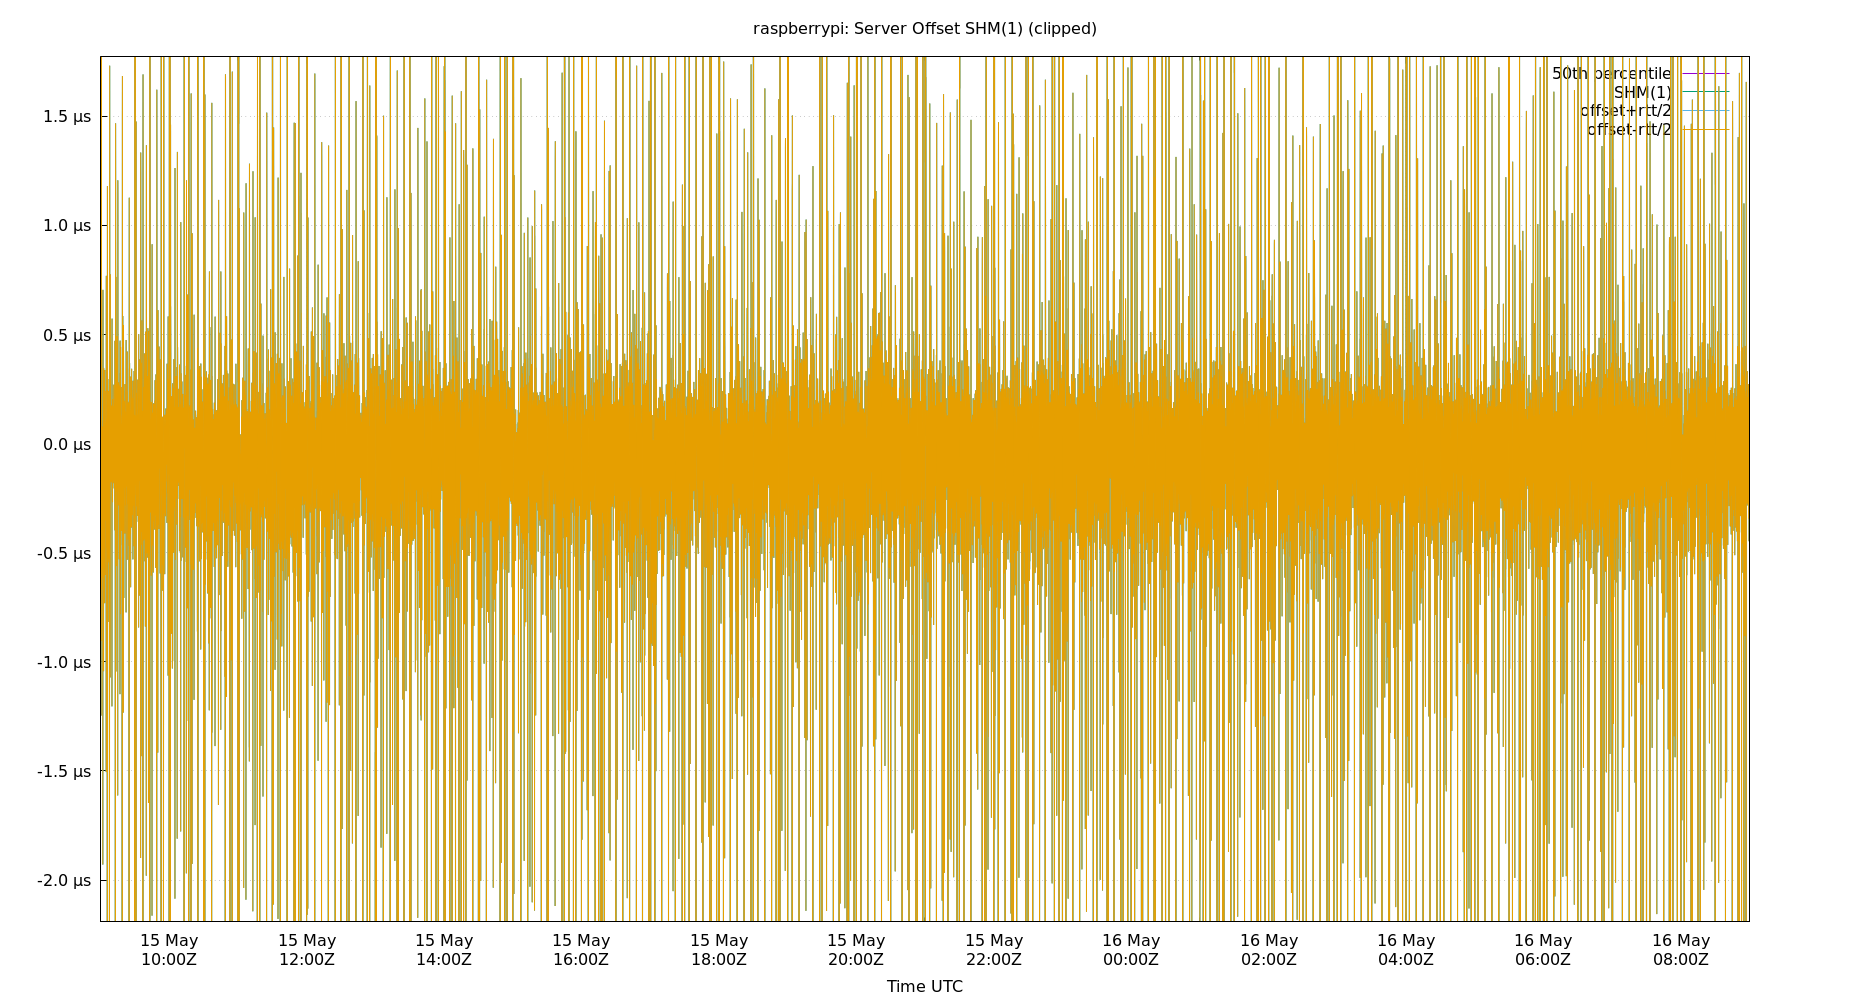 raspberrypi: Server Offset SHM(1) (clipped)
50th percentile
SHM(1)
offset+rtt/2
offset-rtt/2
1.5 µs
1.0 µs
0.5 µs
0.0 µs
-0.5 µs
-1.0 µs
-1.5 µs
-2.0 µs
15 May 15 May 15 May 15 May 15 May 15 May 15 May 16 May 16 May 16 May 16 May 16 May
10:00Z 12:00Z 14:00Z 16:00Z 18:00Z 20:00Z 22:00Z 00:00Z 02:00Z 04:00Z 06:00Z 08:00Z
Time UTC